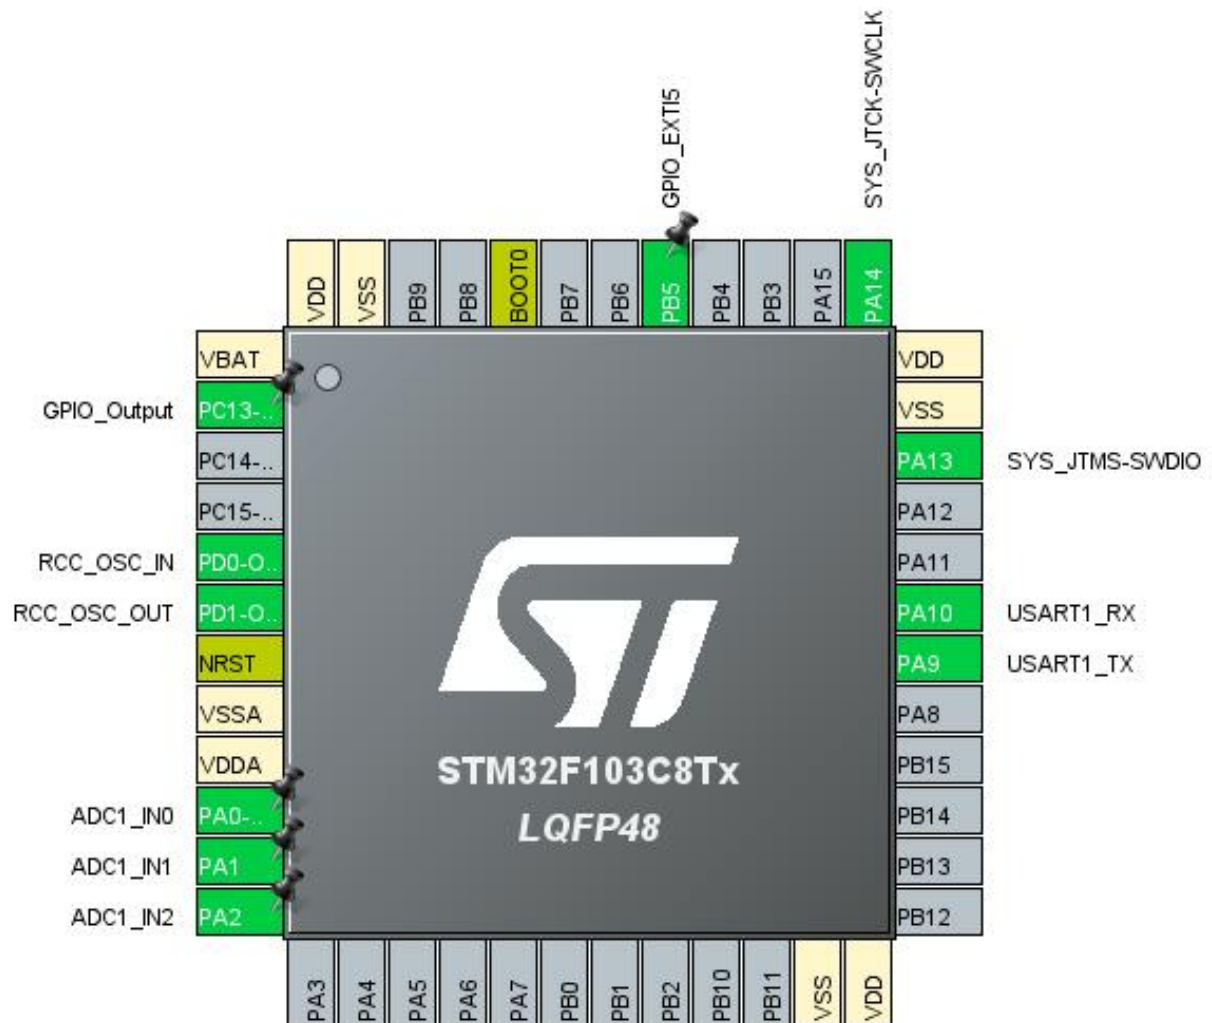 SYS_JTCK-SWCLK
GPIO_EXTI5
VDD
VSS
PB9
PB8
BOOT0
PB7
PB6
PB5
PB4
PB3
PA15
PA14
VBAT
GPIO_Output PC13-..
PC14-..
PC15-..
RCC_OSC_IN PD0-O..
RCC_OSC_OUT PD1-O..
NRST
VSSA
VDDA
ADC1_IN0 PA0-..
ADC1_IN1 PA1
ADC1_IN2 PA2
VDD
VSS
PA13 SYS_JTMS-SWDIO
PA12
PA11
PA10 USART1_RX
PA9 USART1_TX
PA8
PB15
PB14
PB13
PB12
ST
STM32F103C8Tx
LQFP48
PA3
PA4
PA5
PA6
PA7
PB0
PB1
PB2
PB10
PB11
VSS
VDD